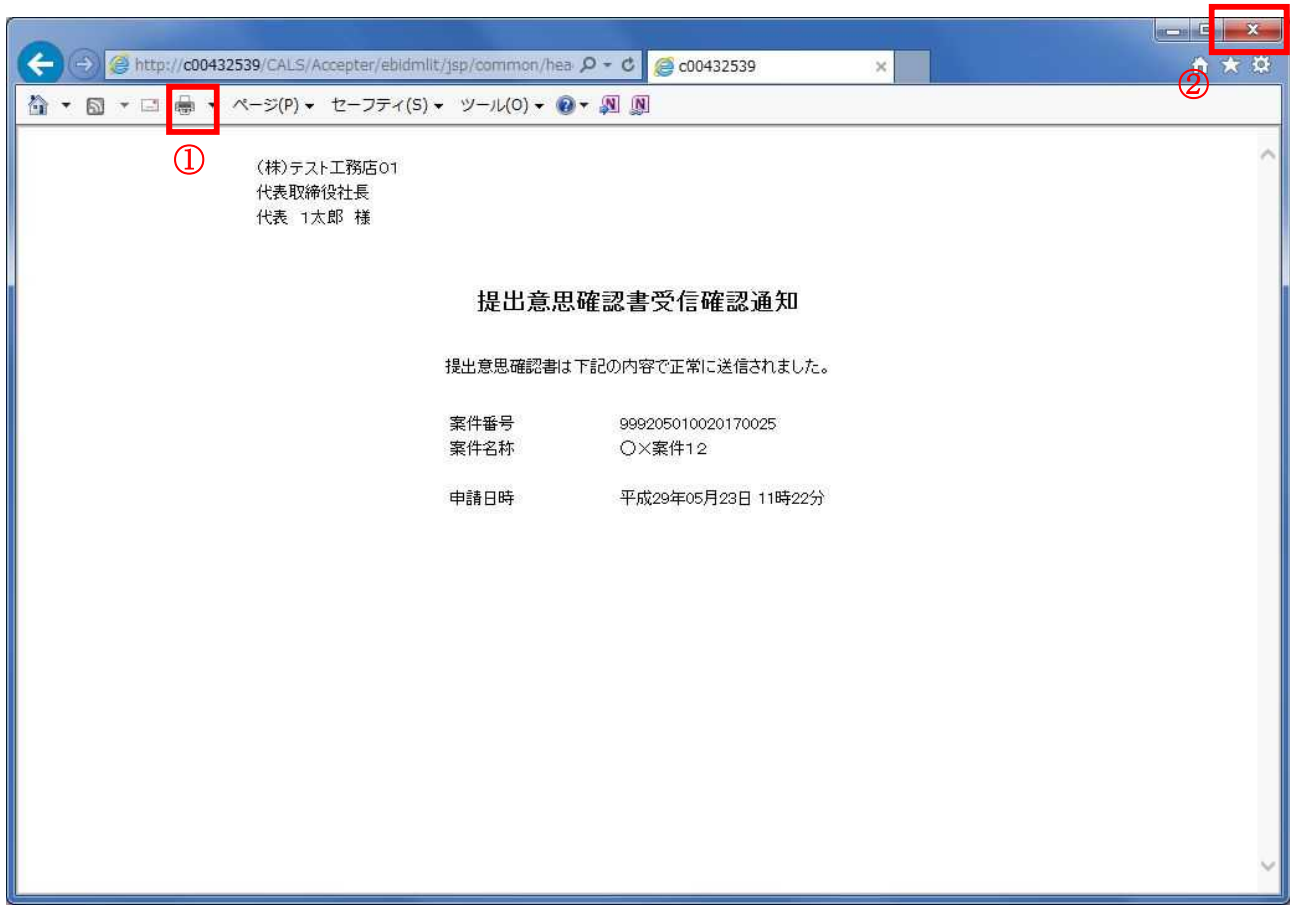 http://c00432539/CALS/Accepter/ebidmlit/jsp/common/hea
c00432539
②
ページ(P) セーフティ(S) ツール(O)
①
(株)テスト工務店01
代表取締役社長
代表 1太郎 様
提出意思確認書受信確認通知
提出意思確認書は下記の内容で正常に送信されました。
案件番号 999205010020170025
案件名称 〇×案件12
申請日時 平成29年05月23日 11時22分